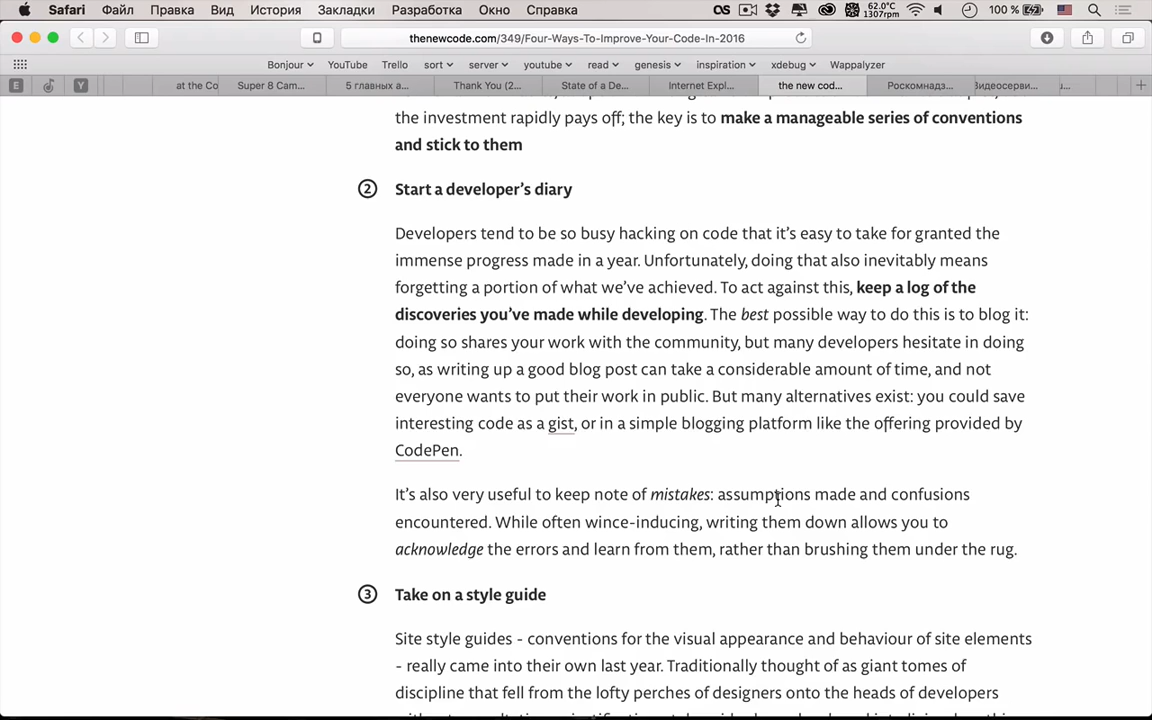 Safari Файл Правка Вид История Закладки Разработка Окно Справка 62.0°C 1307rpm 100 %
thenewcode.com/349/Four-Ways-To-Improve-Your-Code-In-2016
Bonjour YouTube Trello sort server youtube read genesis inspiration xdebug Wappalyzer
E Y at the Co Super 8 Cam... 5 главных а... Thank You (2... State of a De... Internet Expl... the new cod... Роскомнадз... Видеосерви...
the investment rapidly pays off; the key is to make a manageable series of conventions
and stick to them
2 Start a developer’s diary
Developers tend to be so busy hacking on code that it’s easy to take for granted the
immense progress made in a year. Unfortunately, doing that also inevitably means
forgetting a portion of what we’ve achieved. To act against this, keep a log of the
discoveries you’ve made while developing. The best possible way to do this is to blog it:
doing so shares your work with the community, but many developers hesitate in doing
so, as writing up a good blog post can take a considerable amount of time, and not
everyone wants to put their work in public. But many alternatives exist: you could save
interesting code as a gist, or in a simple blogging platform like the offering provided by
CodePen.
It’s also very useful to keep note of mistakes: assumptions made and confusions
encountered. While often wince-inducing, writing them down allows you to
acknowledge the errors and learn from them, rather than brushing them under the rug.
3 Take on a style guide
Site style guides - conventions for the visual appearance and behaviour of site elements
- really came into their own last year. Traditionally thought of as giant tomes of
discipline that fell from the lofty perches of designers onto the heads of developers